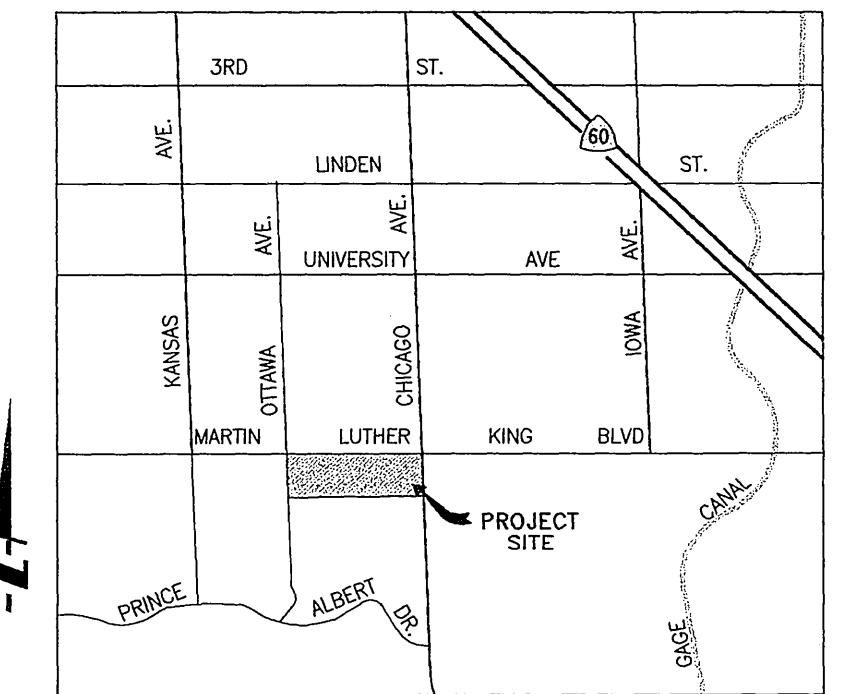 3RD ST.
60
AVE.
LINDEN ST.
AVE.
AVE.
AVE.
UNIVERSITY AVE
KANSAS
OTTAWA
CHICAGO
IOWA
MARTIN LUTHER KING BLVD
PROJECT
SITE
CANAL
PRINCE ALBERT DR.
GAGE